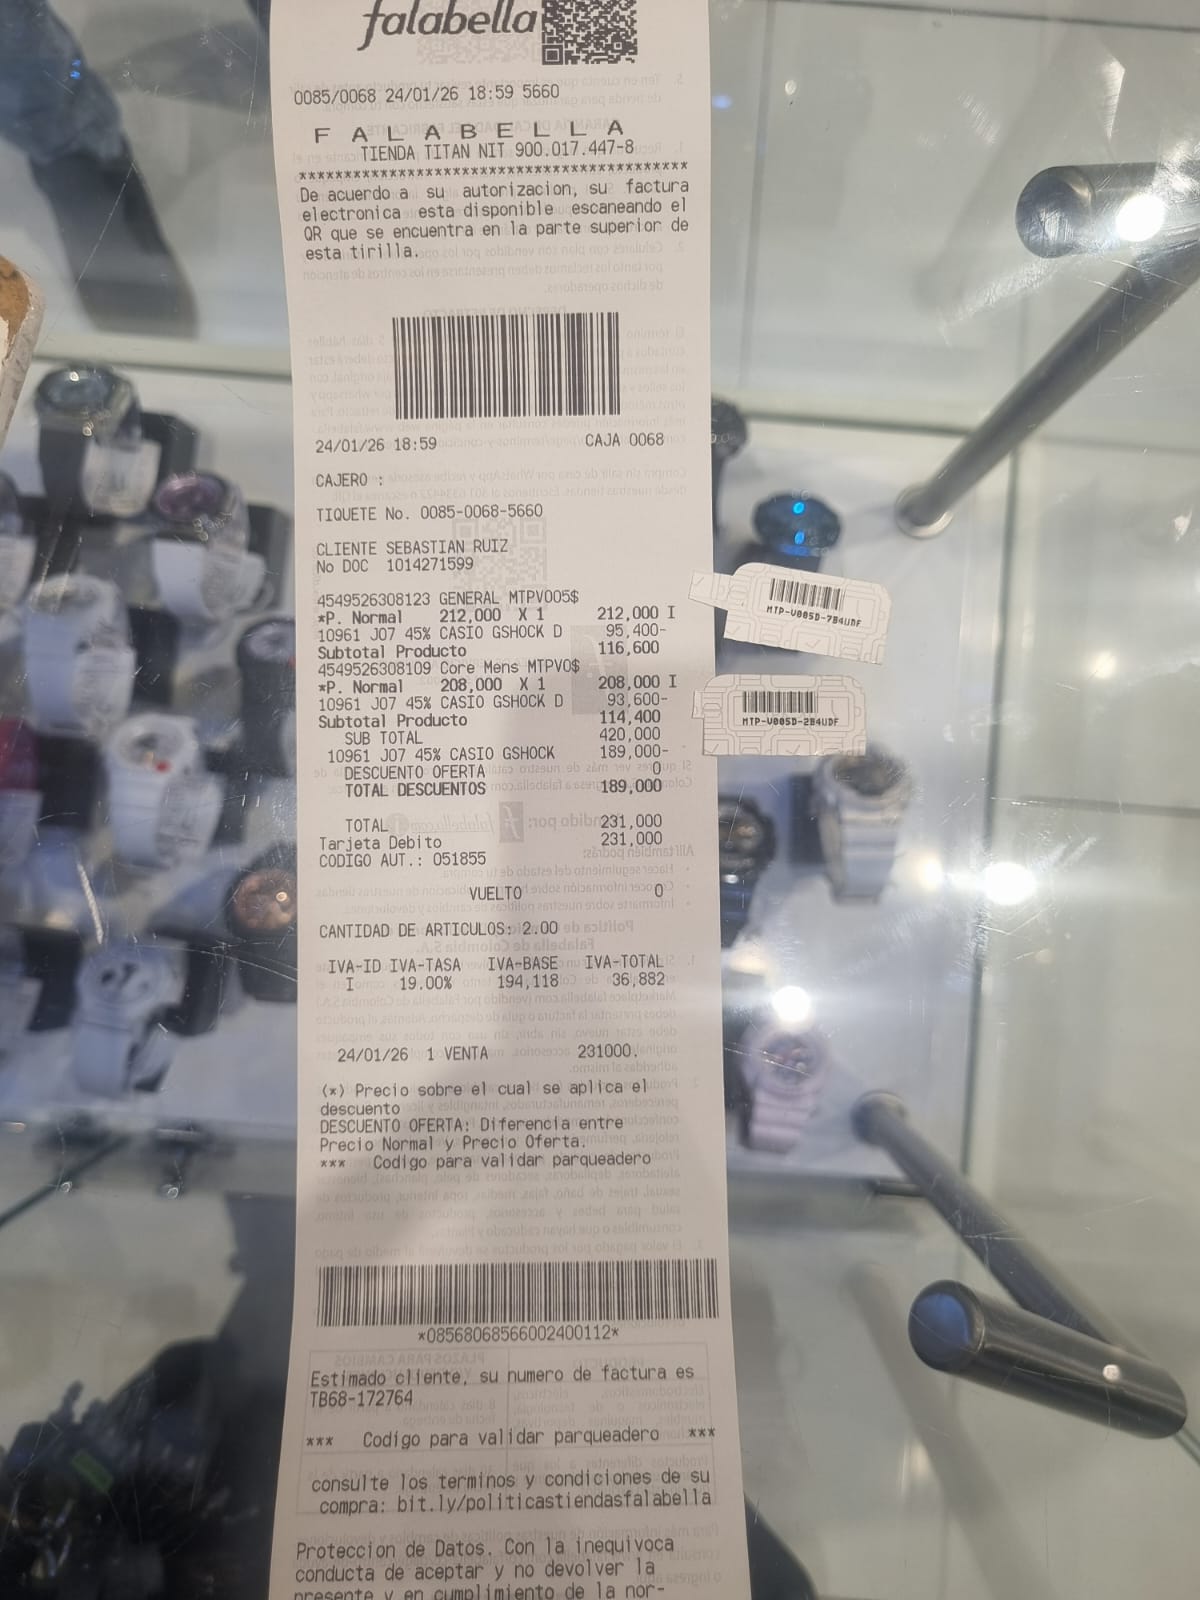 falabella
0085/0068 24/01/26 18:59 5660
F A L A B E L L A
TIENDA TITAN NIT 900.017.447-8
******************************************
De acuerdo a su autorizacion, su factura
electronica esta disponible escaneando el
QR que se encuentra en la parte superior de
esta tirilla.
24/01/26 18:59 CAJA 0068
CAJERO :
TIQUETE No. 0085-0068-5660
CLIENTE SEBASTIAN RUIZ
No DOC 1014271599
4549526308123 GENERAL MTPV005$
*P. Normal 212,000 X 1 212,000 I
10961 J07 45% CASIO GSHOCK D 95,400-
Subtotal Producto 116,600
4549526308109 Core Mens MTPV0$
*P. Normal 208,000 X 1 208,000 I
10961 J07 45% CASIO GSHOCK D 93,600-
Subtotal Producto 114,400
SUB TOTAL 420,000
10961 J07 45% CASIO GSHOCK 189,000-
DESCUENTO OFERTA 0
TOTAL DESCUENTOS 189,000
TOTAL 231,000
Tarjeta Debito 231,000
CODIGO AUT.: 051855
VUELTO 0
CANTIDAD DE ARTICULOS: 2.00
IVA-ID IVA-TASA IVA-BASE IVA-TOTAL
I 19.00% 194,118 36,882
24/01/26 1 VENTA 231000.
(*) Precio sobre el cual se aplica el
descuento
DESCUENTO OFERTA: Diferencia entre
Precio Normal y Precio Oferta.
*** Codigo para validar parqueadero
*08568068566002400112*
Estimado cliente, su numero de factura es
TB68-172764
*** Codigo para validar parqueadero ***
consulte los terminos y condiciones de su
compra: bit.ly/politicastiendasfalabella
Proteccion de Datos. Con la inequivoca
conducta de aceptar y no devolver la
presente y en cumplimiento de la nor-
MTP-V005D-7B4UDF
MTP-V005D-2B4UDF